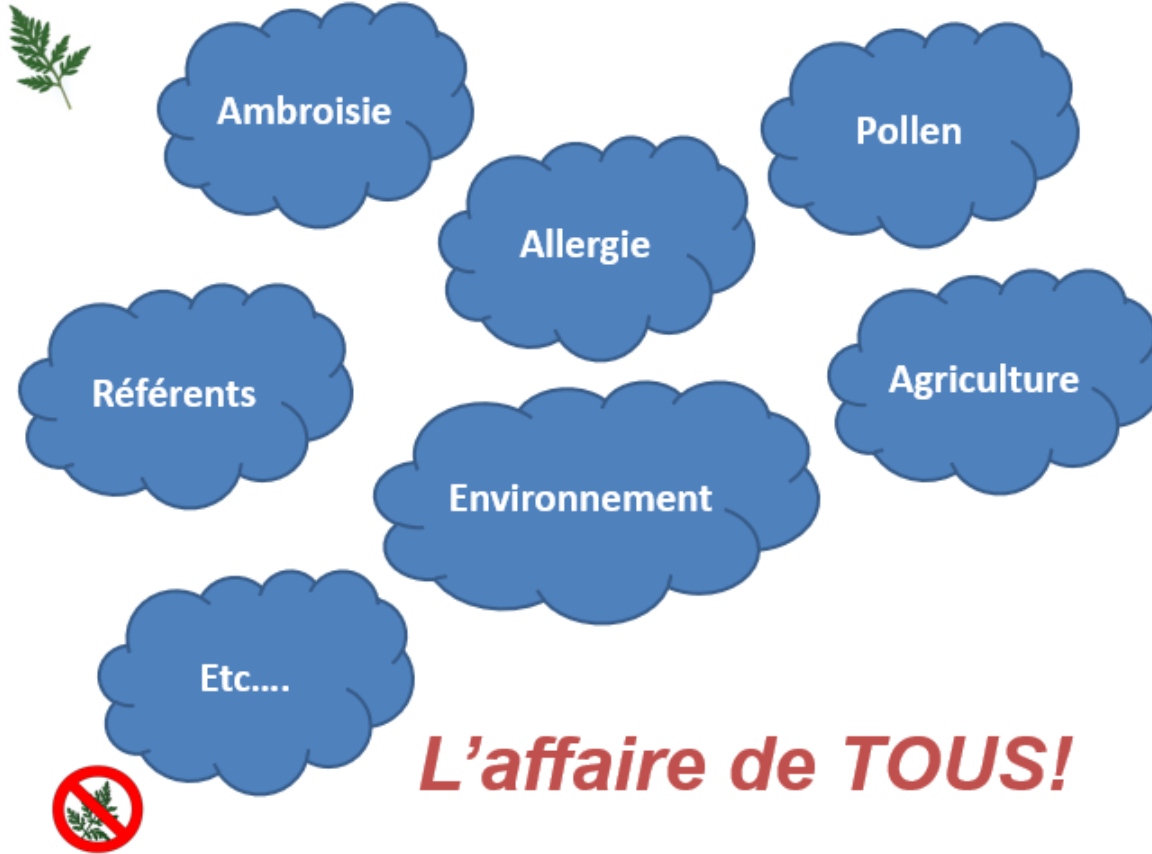 Ambroisie
Pollen
Allergie
Référents
Agriculture
Environnement
Etc....
L’affaire de TOUS!